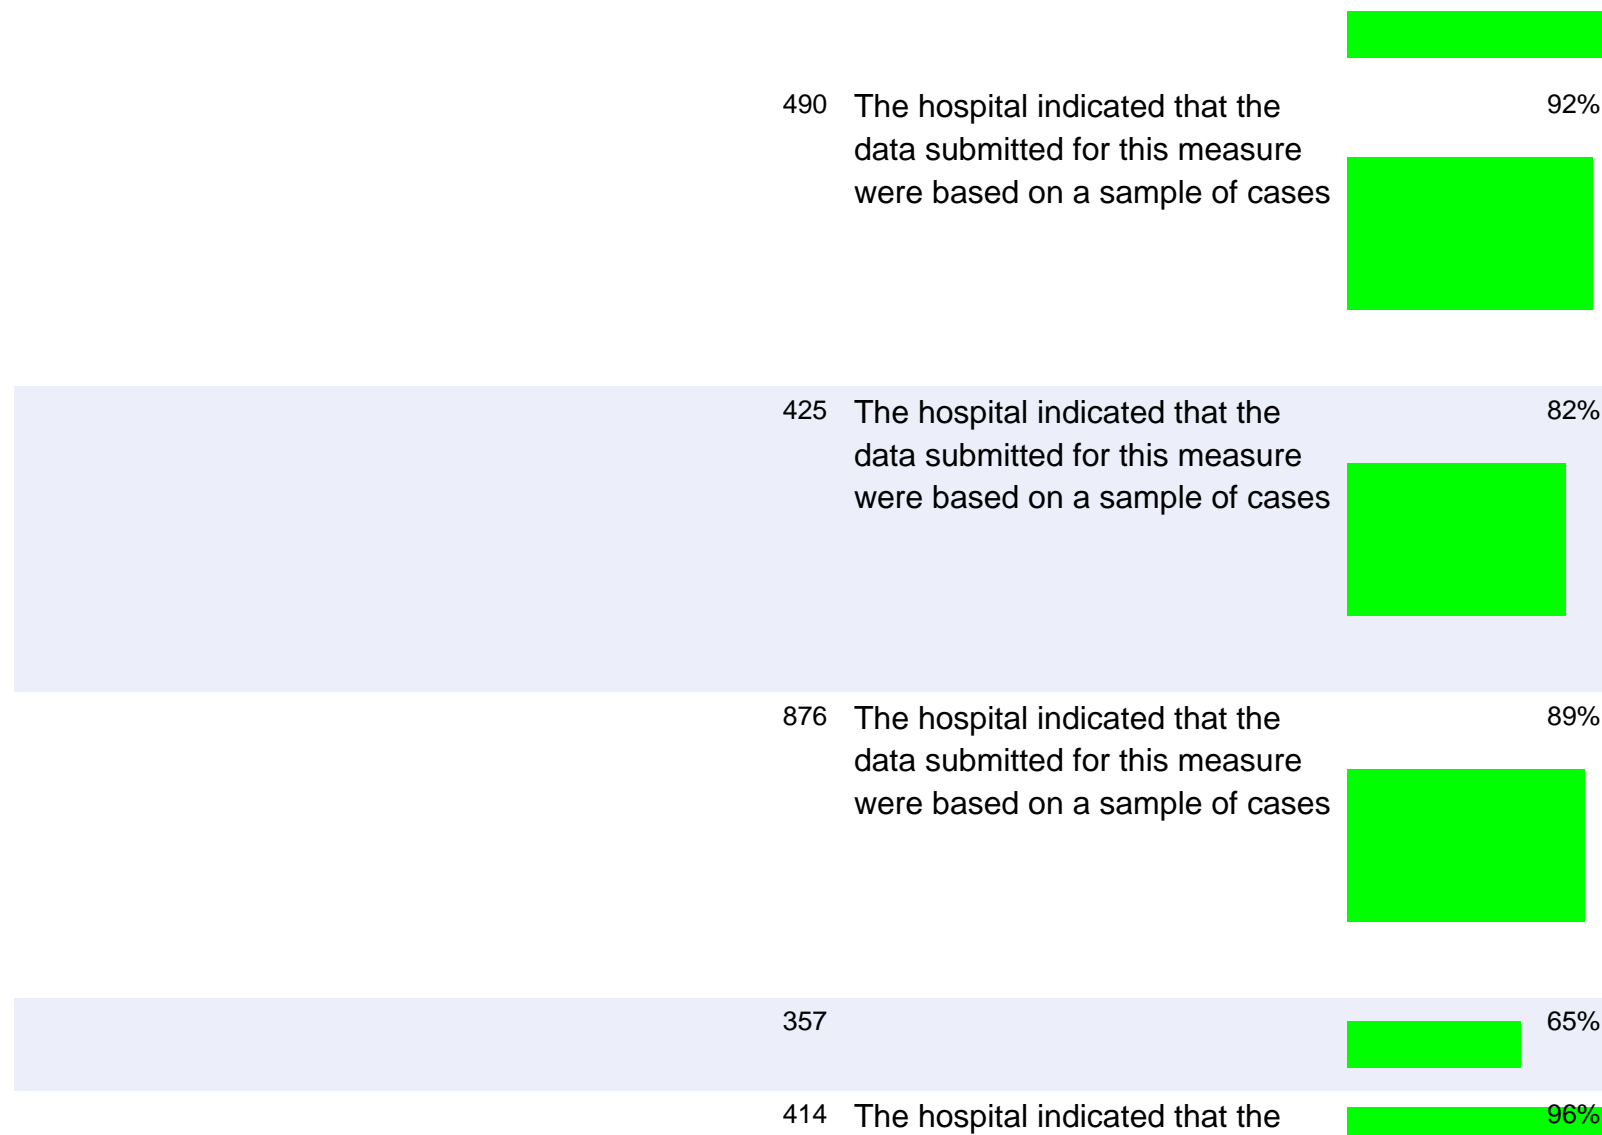 490 The hospital indicated that the 92%
data submitted for this measure
were based on a sample of cases
425 The hospital indicated that the 82%
data submitted for this measure
were based on a sample of cases
876 The hospital indicated that the 89%
data submitted for this measure
were based on a sample of cases
357 65%
414 The hospital indicated that the 96%